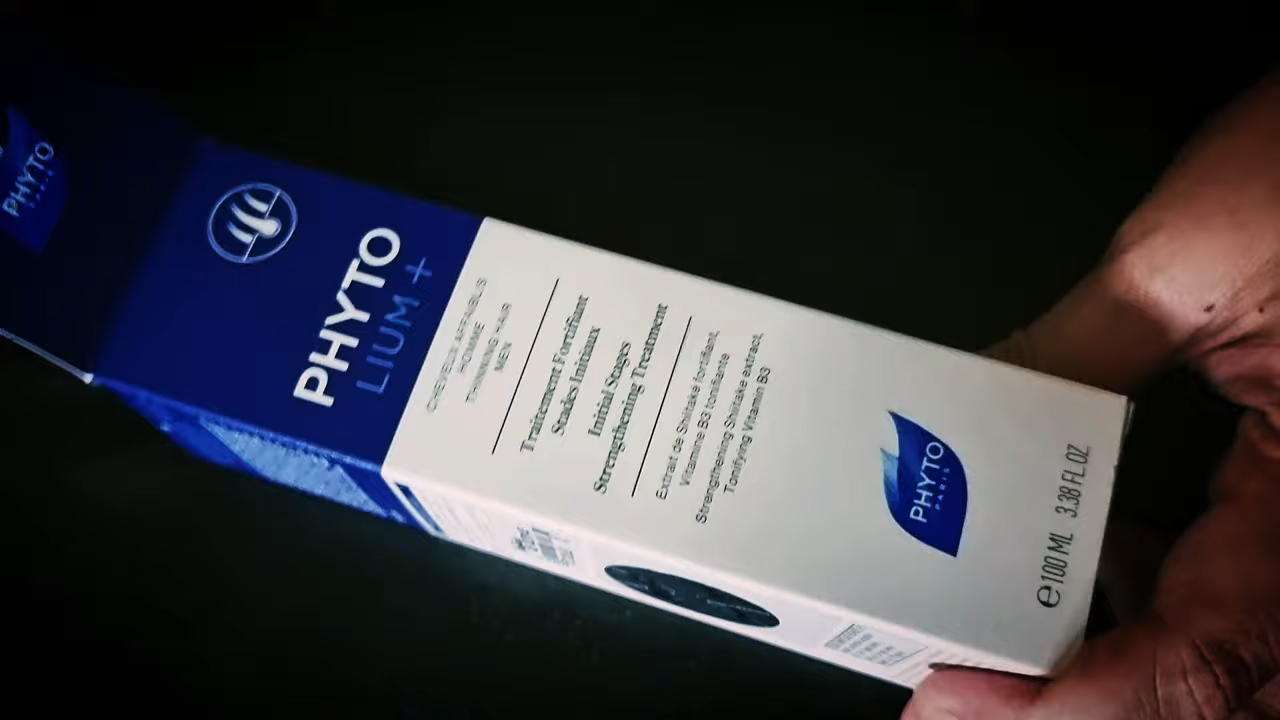 PHYTO
PHYTO
LIUM +
CHEVEUX AFFAIBLIS
HOMME
THINNING HAIR
MEN
Traitement Fortifiant
Stades Initiaux
Initial Stages
Strengthening Treatment
Extrait de Shiitake fortifiant,
Vitamine B3 tonifiante
Strengthening Shiitake extract,
Tonifying Vitamin B3
PHYTO
PARIS
e 100 ML 3.38 FL.OZ